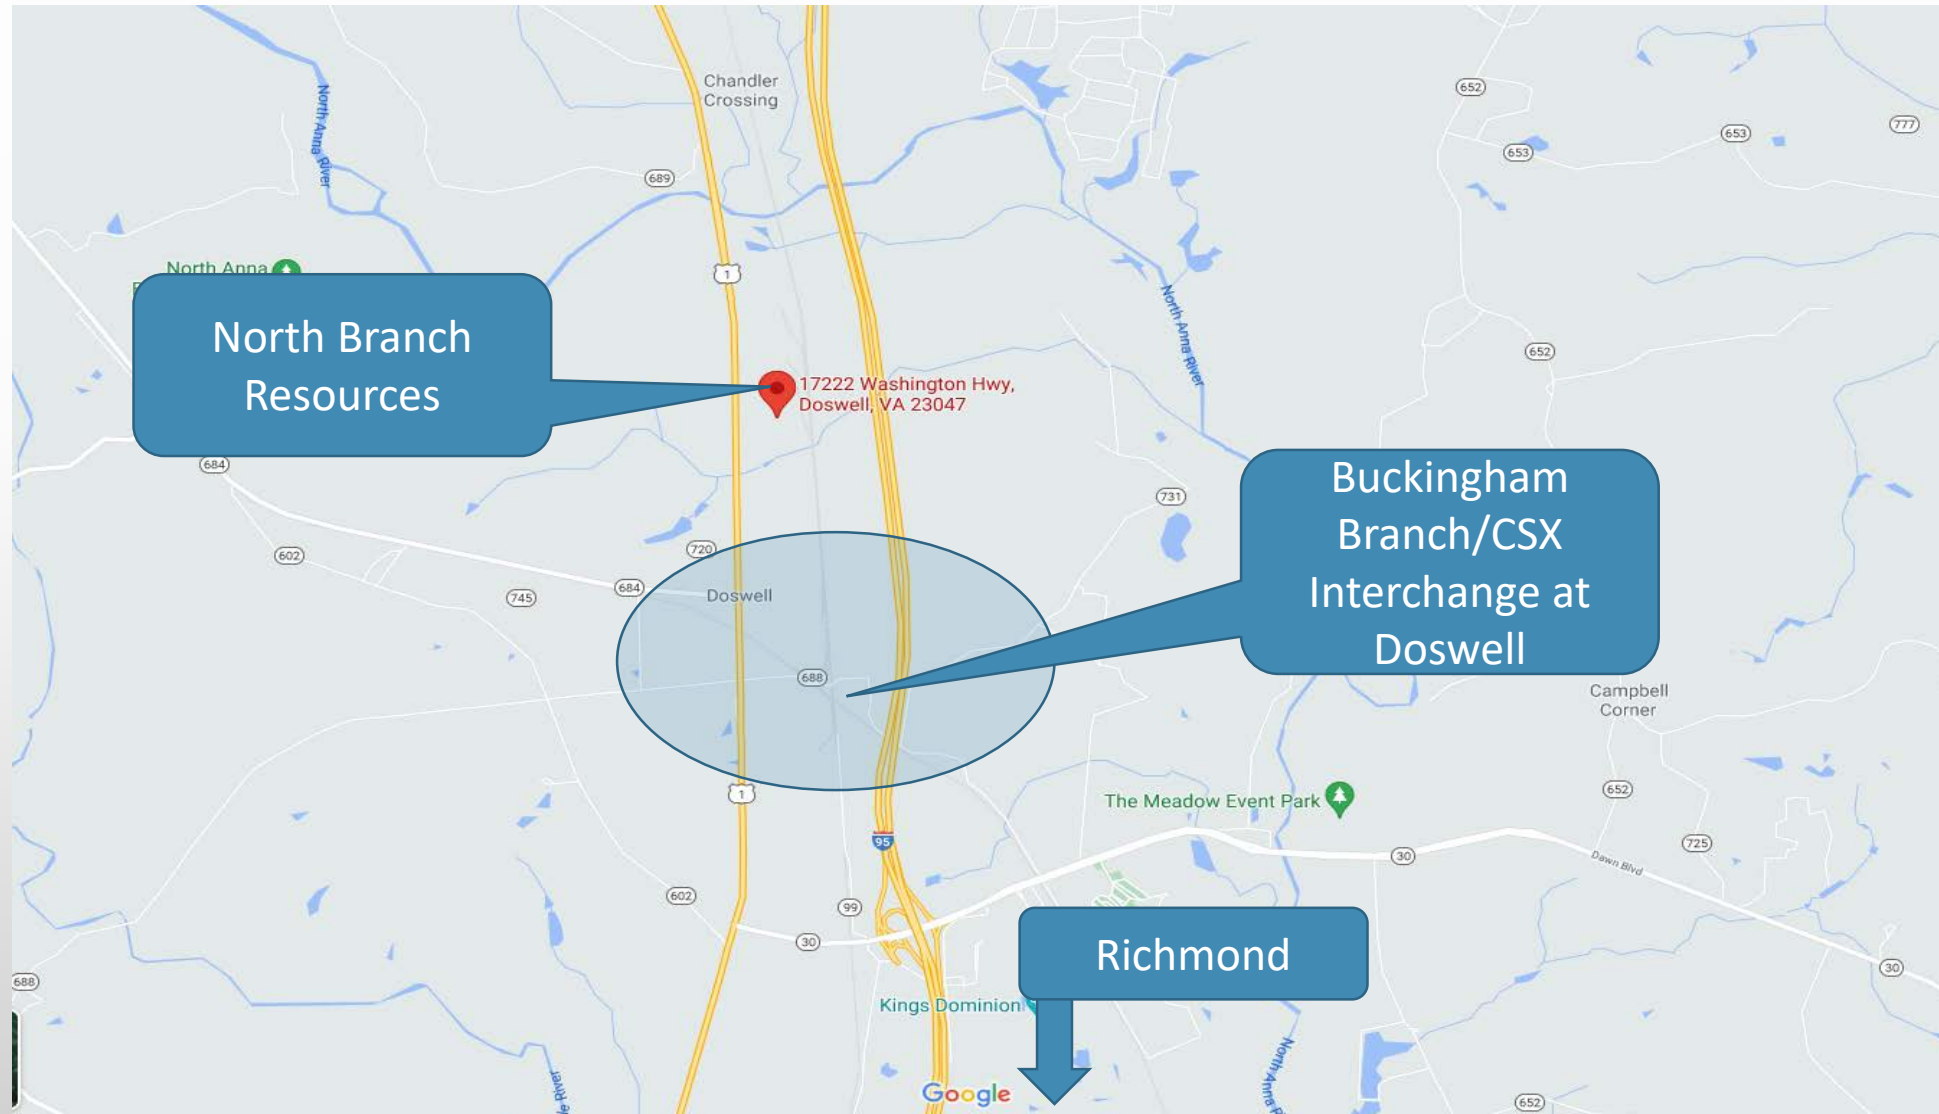 Chandler
Crossing
North Anna River
652
653
777
653
689
North Anna
1
North Branch
Resources
North Anna River
652
17222 Washington Hwy,
Doswell, VA 23047
684
731
Buckingham
Branch/CSX
Interchange at
Doswell
602
720
684
745
Doswell
688
Campbell
Corner
1
The Meadow Event Park
652
95
30
725
Dawn Blvd
602
99
30
Richmond
30
688
Kings Dominion
North Anna R
Google
River
652